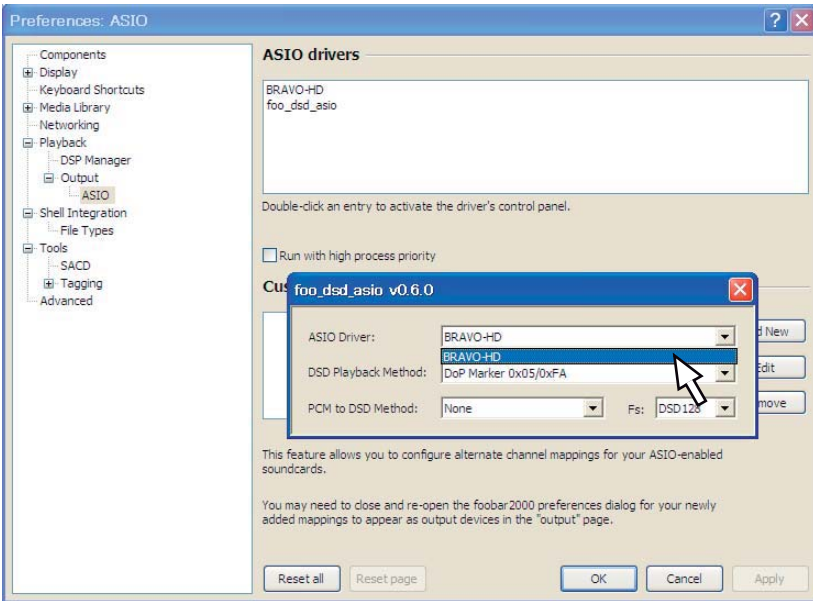 Preferences: ASIO
Components
Display
Keyboard Shortcuts
Media Library
Networking
Playback
DSP Manager
Output
ASIO
Shell Integration
File Types
Tools
SACD
Tagging
Advanced
ASIO drivers
BRAVO-HD
foo_dsd_asio
Double-click an entry to activate the driver's control panel.
Run with high process priority
foo_dsd_asio v0.6.0
ASIO Driver: BRAVO-HD
BRAVO-HD
DSD Playback Method: DoP Marker 0x05/0xFA
PCM to DSD Method: None Fs: DSD128
New
Edit
This feature allows you to configure alternate channel mappings for your ASIO-enabled
soundcards.
You may need to close and re-open the foobar2000 preferences dialog for your newly
added mappings to appear as output devices in the "output" page.
Reset all Reset page OK Cancel Apply